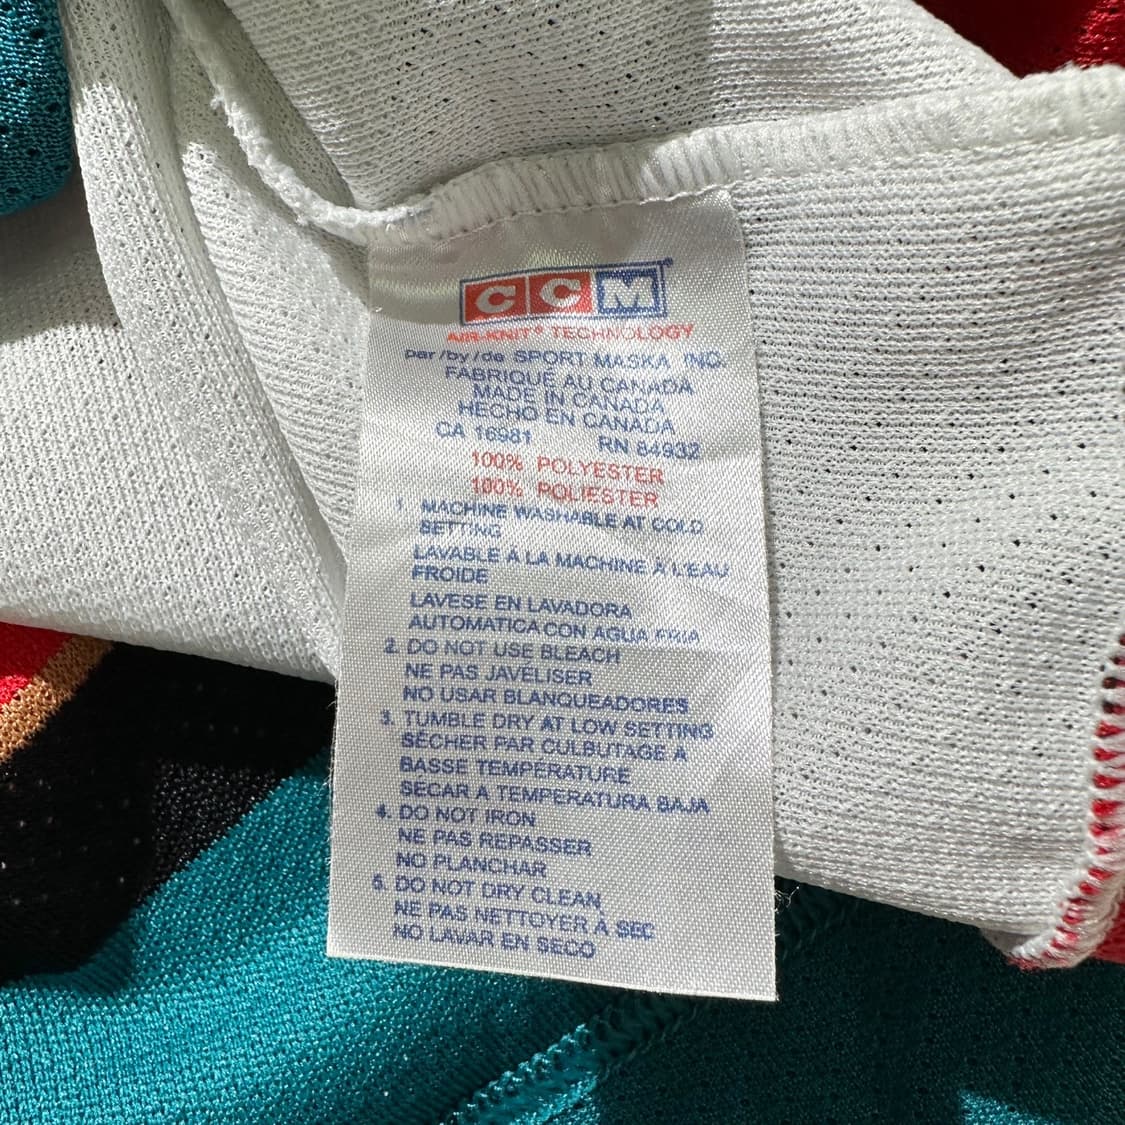 CCM
AIR-KNIT® TECHNOLOGY
par/by/de SPORT MASKA, INC.
FABRIQUÉ AU CANADA
MADE IN CANADA
HECHO EN CANADA
CA 16981 RN 84932
100% POLYESTER
100% POLIESTER
1. MACHINE WASHABLE AT COLD
SETTING
LAVABLE À LA MACHINE À L'EAU
FROIDE
LAVESE EN LAVADORA
AUTOMATICA CON AGUA FRIA
2. DO NOT USE BLEACH
NE PAS JAVÉLISER
NO USAR BLANQUEADORES
3. TUMBLE DRY AT LOW SETTING
SÉCHER PAR CULBUTAGE À
BASSE TEMPERATURE
SECAR A TEMPERATURA BAJA
4. DO NOT IRON
NE PAS REPASSER
NO PLANCHAR
5. DO NOT DRY CLEAN
NE PAS NETTOYER À SEC
NO LAVAR EN SECO